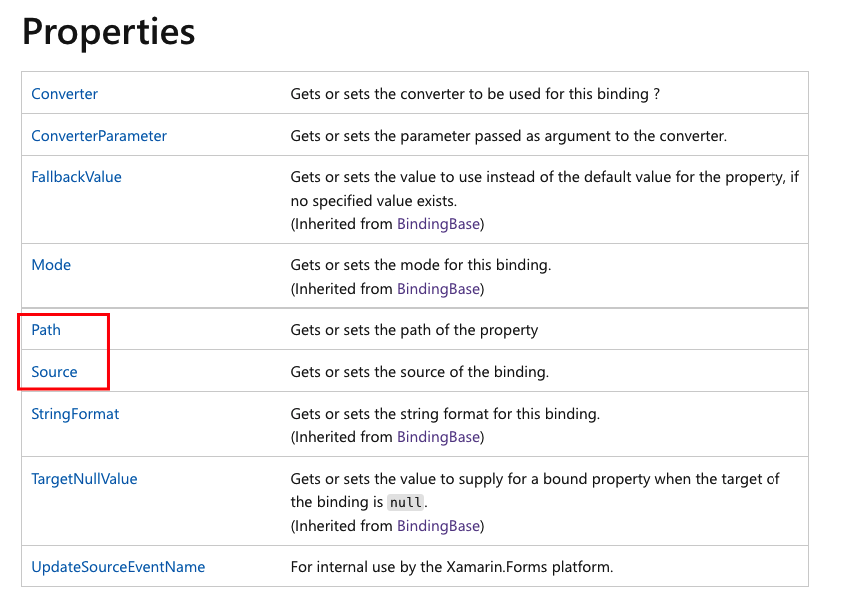 Properties
Converter Gets or sets the converter to be used for this binding ?
ConverterParameter Gets or sets the parameter passed as argument to the converter.
FallbackValue Gets or sets the value to use instead of the default value for the property, if
no specified value exists.
(Inherited from BindingBase)
Mode Gets or sets the mode for this binding.
(Inherited from BindingBase)
Path Gets or sets the path of the property
Source Gets or sets the source of the binding.
StringFormat Gets or sets the string format for this binding.
(Inherited from BindingBase)
TargetNullValue Gets or sets the value to supply for a bound property when the target of
the binding is null.
(Inherited from BindingBase)
UpdateSourceEventName For internal use by the Xamarin.Forms platform.